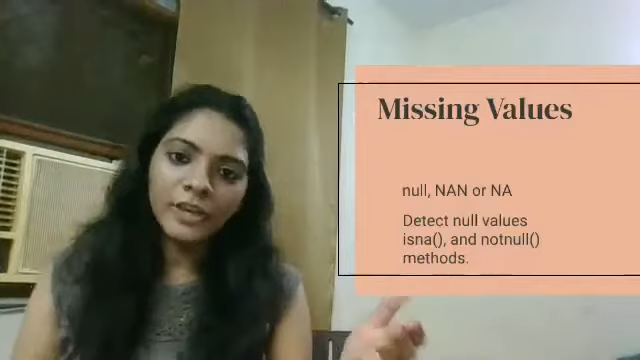 Missing Values
null, NAN or NA
Detect null values
isna(), and notnull()
methods.